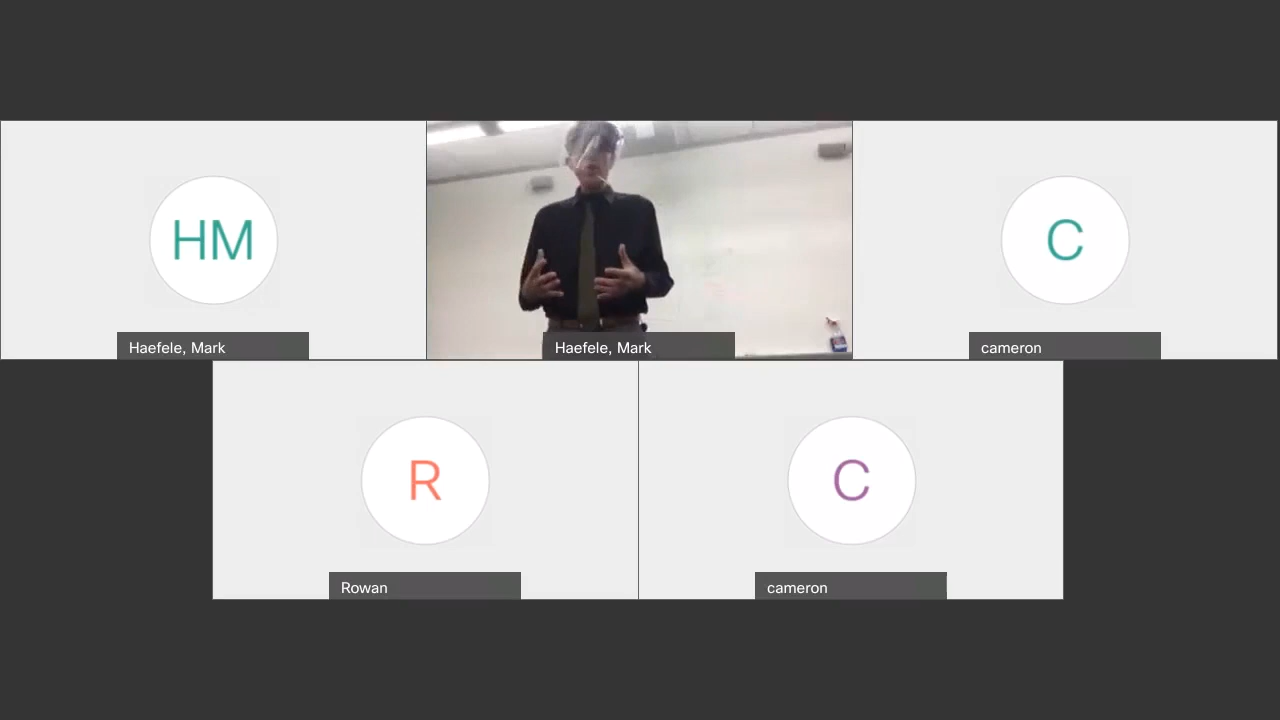 HM
Haefele, Mark
Haefele, Mark
C
cameron
R
Rowan
C
cameron